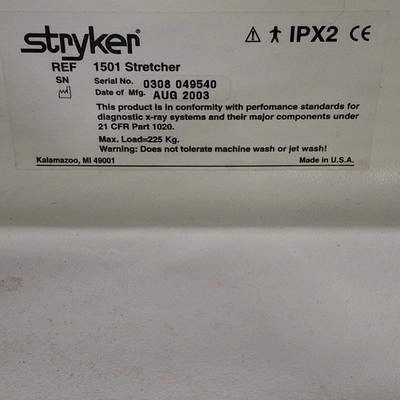 stryker® IPX2 CE
REF 1501 Stretcher
SN Serial No. 0308 049540
Date of Mfg. AUG 2003
This product is in conformity with perfomance standards for
diagnostic x-ray systems and their major components under
21 CFR Part 1020.
Max. Load=225 Kg.
Warning: Does not tolerate machine wash or jet wash!
Kalamazoo, MI 49001 Made in U.S.A.